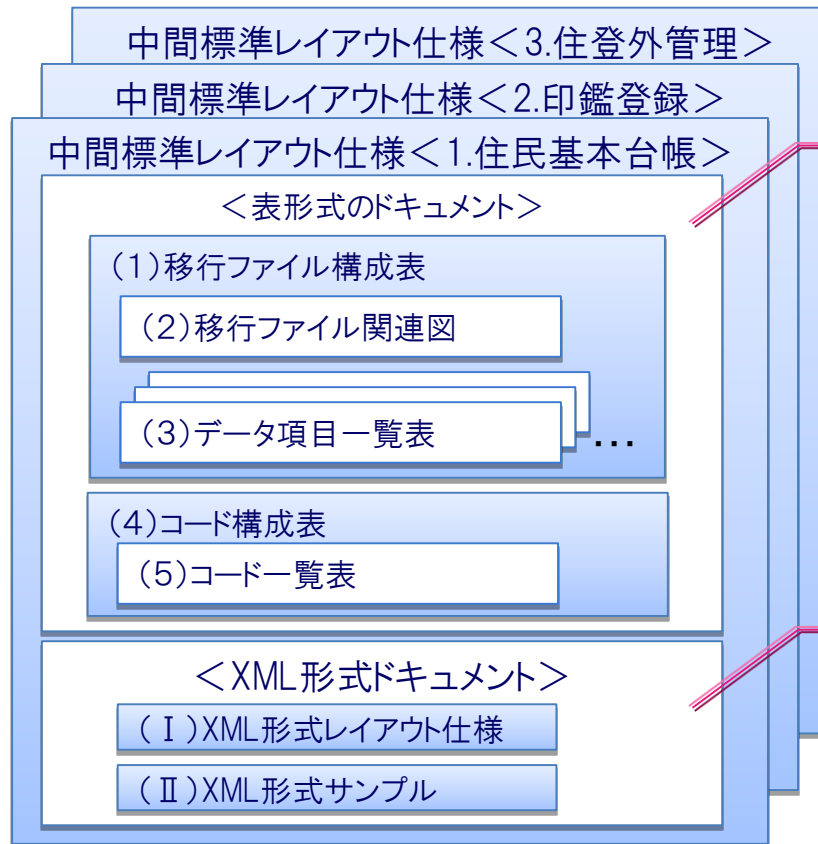 中間標準レイアウト仕様＜3.住登外管理＞
中間標準レイアウト仕様＜2.印鑑登録＞
中間標準レイアウト仕様＜1.住民基本台帳＞
＜表形式のドキュメント＞
（１）移行ファイル構成表
（２）移行ファイル関連図
（３）データ項目一覧表
…
（４）コード構成表
（５）コード一覧表
＜XML形式ドキュメント＞
（Ⅰ）XML形式レイアウト仕様
（Ⅱ）XML形式サンプル